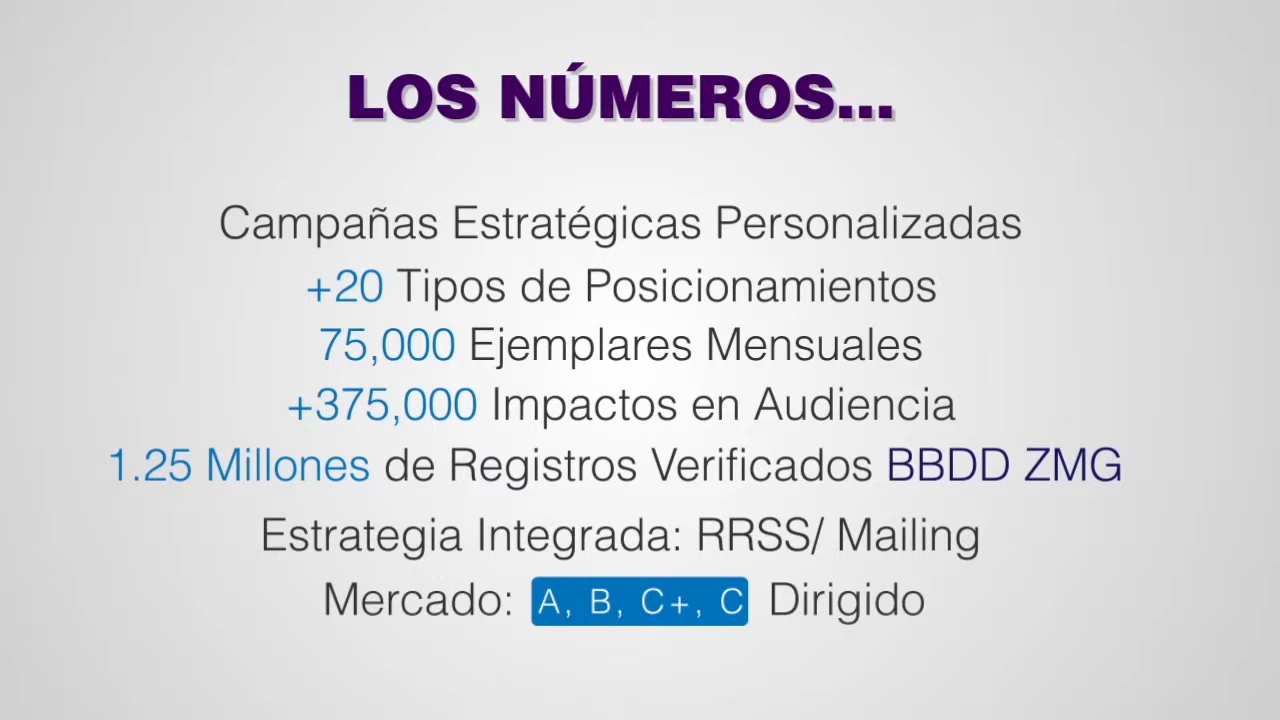 LOS NÚMEROS...
Campañas Estratégicas Personalizadas
+20 Tipos de Posicionamientos
75,000 Ejemplares Mensuales
+375,000 Impactos en Audiencia
1.25 Millones de Registros Verificados BBDD ZMG
Estrategia Integrada: RRSS/ Mailing
Mercado: A, B, C+, C Dirigido